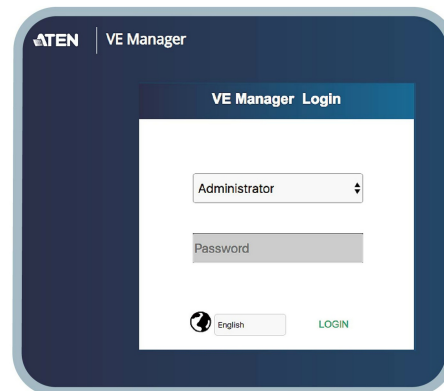 ATEN VE Manager
VE Manager Login
Administrator
Password
English LOGIN